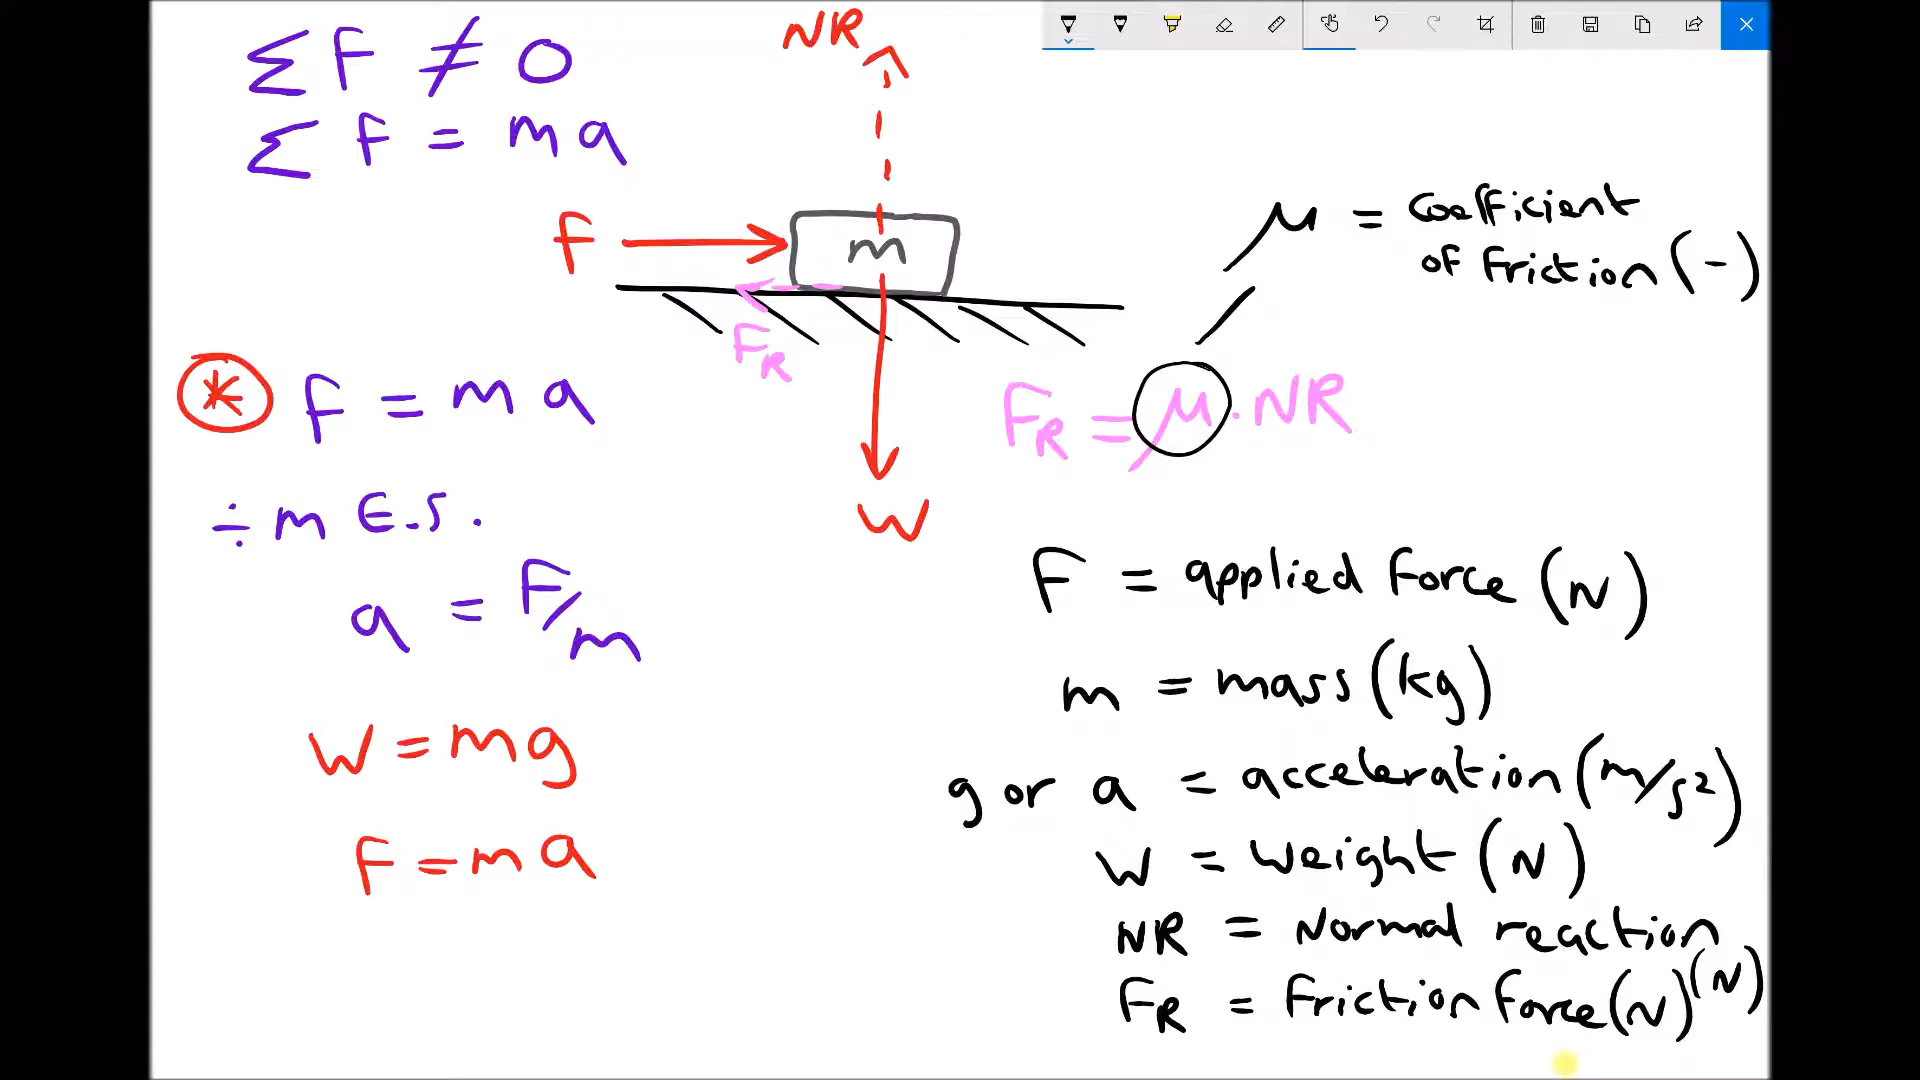 ΣF ≠ 0
ΣF = ma
NR
F
m
FR
W
μ = Coefficient
of Friction (-)
FR = μ . NR
* F = ma
÷ m E.S.
a = F/m
W = mg
F = ma
F = applied Force (N)
m = mass (kg)
g or a = acceleration (m/s²)
W = Weight (N)
NR = Normal reaction (N)
FR = Friction Force (N)